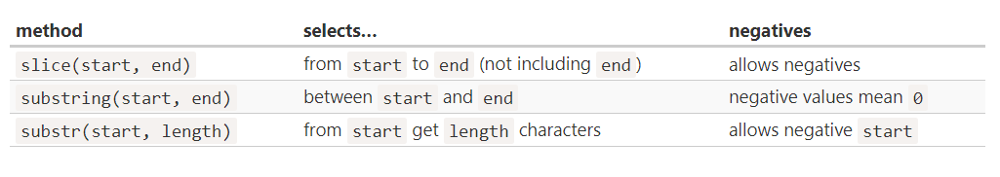 method selects… negatives
slice(start, end) from start to end (not including end) allows negatives
substring(start, end) between start and end negative values mean 0
substr(start, length) from start get length characters allows negative start